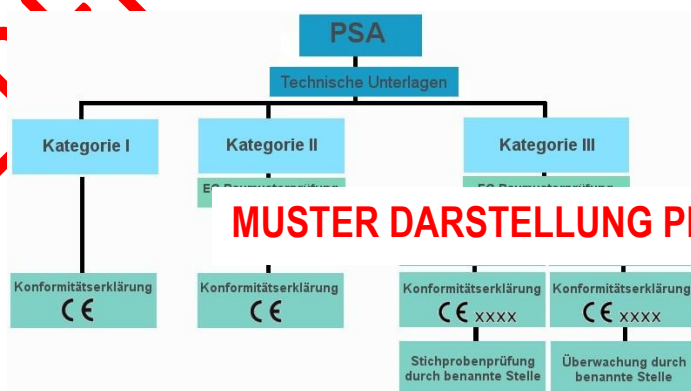 PSA
Technische Unterlagen
Kategorie I
Kategorie II
Kategorie III
MUSTER DARSTELLUNG
Konformitätserklärung
CE
Konformitätserklärung
CE
Konformitätserklärung
CE xxxx
Konformitätserklärung
CE xxxx
Stichprobenprüfung
durch benannte Stelle
Überwachung durch
benannte Stelle